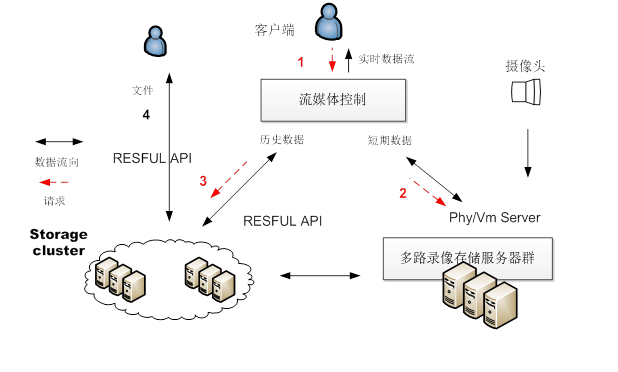 客户端
1
实时数据流
摄像头
文件
4
流媒体控制
历史数据
短期数据
RESFUL API
数据流向
3
2
请求
RESFUL API
Phy/Vm Server
Storage
cluster
多路录像存储服务器群